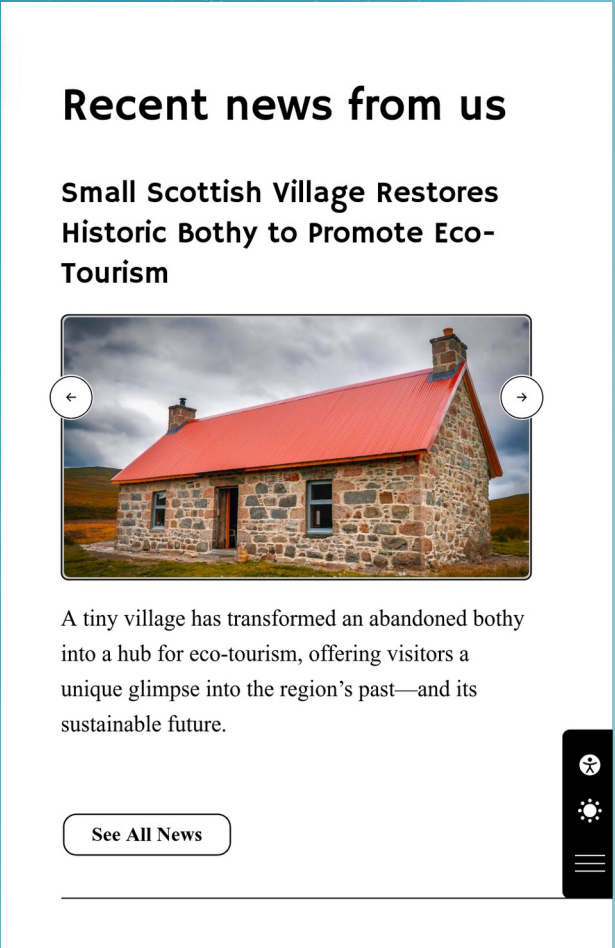 Recent news from us
Small Scottish Village Restores
Historic Bothy to Promote Eco-
Tourism
A tiny village has transformed an abandoned bothy
into a hub for eco-tourism, offering visitors a
unique glimpse into the region’s past—and its
sustainable future.
See All News